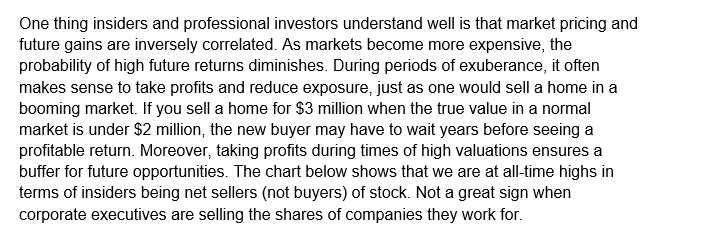 One thing insiders and professional investors understand well is that market pricing and
future gains are inversely correlated. As markets become more expensive, the
probability of high future returns diminishes. During periods of exuberance, it often
makes sense to take profits and reduce exposure, just as one would sell a home in a
booming market. If you sell a home for $3 million when the true value in a normal
market is under $2 million, the new buyer may have to wait years before seeing a
profitable return. Moreover, taking profits during times of high valuations ensures a
buffer for future opportunities. The chart below shows that we are at all-time highs in
terms of insiders being net sellers (not buyers) of stock. Not a great sign when
corporate executives are selling the shares of companies they work for.